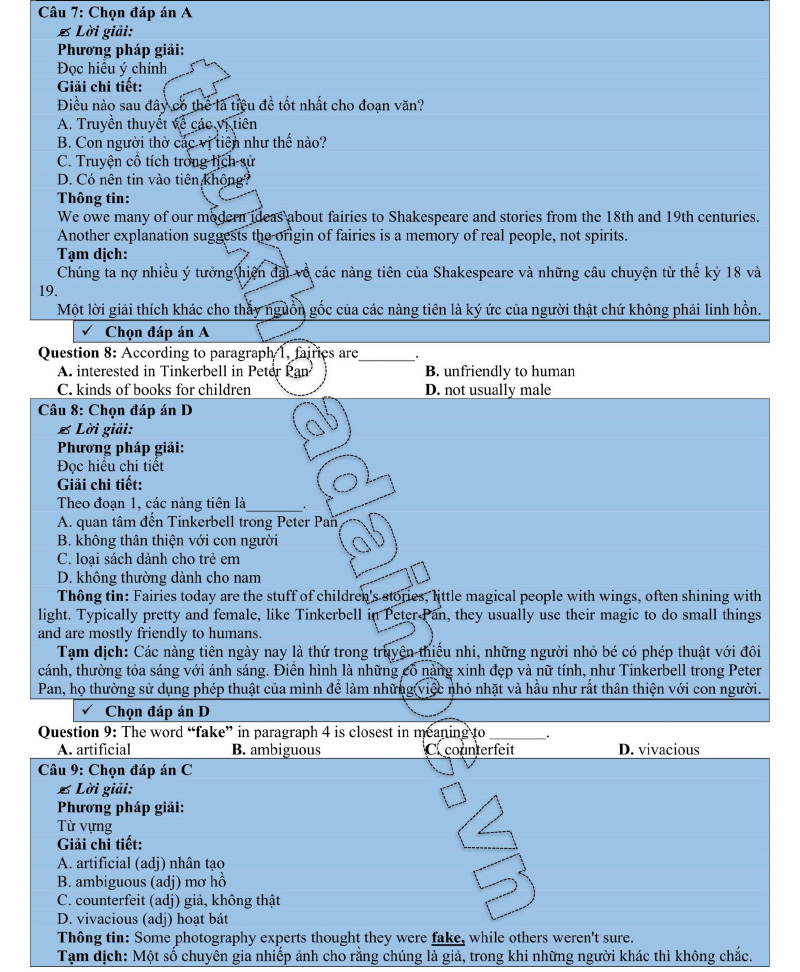 Câu 7: Chọn đáp án A
✍ Lời giải:
Phương pháp giải:
Đọc hiểu ý chính
Giải chi tiết:
Điều nào sau đây có thể là tiêu đề tốt nhất cho đoạn văn?
A. Truyền thuyết về các vị tiên
B. Con người thờ các vị tiên như thế nào?
C. Truyện cổ tích trong lịch sử
D. Có nên tin vào tiên không?
Thông tin:
We owe many of our modern ideas about fairies to Shakespeare and stories from the 18th and 19th centuries.
Another explanation suggests the origin of fairies is a memory of real people, not spirits.
Tạm dịch:
Chúng ta nợ nhiều ý tưởng hiện đại về các nàng tiên của Shakespeare và những câu chuyện từ thế kỷ 18 và
19.
Một lời giải thích khác cho thấy nguồn gốc của các nàng tiên là ký ức của người thật chứ không phải linh hồn.
✓ Chọn đáp án A
Question 8: According to paragraph 1, fairies are________.
A. interested in Tinkerbell in Peter Pan B. unfriendly to human
C. kinds of books for children D. not usually male
Câu 8: Chọn đáp án D
✍ Lời giải:
Phương pháp giải:
Đọc hiểu chi tiết
Giải chi tiết:
Theo đoạn 1, các nàng tiên là________.
A. quan tâm đến Tinkerbell trong Peter Pan
B. không thân thiện với con người
C. loại sách dành cho trẻ em
D. không thường dành cho nam
Thông tin: Fairies today are the stuff of children's stories, little magical people with wings, often shining with
light. Typically pretty and female, like Tinkerbell in Peter Pan, they usually use their magic to do small things
and are mostly friendly to humans.
Tạm dịch: Các nàng tiên ngày nay là thứ trong truyện thiếu nhi, những người nhỏ bé có phép thuật với đôi
cánh, thường tỏa sáng với ánh sáng. Điển hình là những cô nàng xinh đẹp và nữ tính, như Tinkerbell trong Peter
Pan, họ thường sử dụng phép thuật của mình để làm những việc nhỏ nhặt và hầu như rất thân thiện với con người.
✓ Chọn đáp án D
Question 9: The word “fake” in paragraph 4 is closest in meaning to ________.
A. artificial B. ambiguous C. counterfeit D. vivacious
Câu 9: Chọn đáp án C
✍ Lời giải:
Phương pháp giải:
Từ vựng
Giải chi tiết:
A. artificial (adj) nhân tạo
B. ambiguous (adj) mơ hồ
C. counterfeit (adj) giả, không thật
D. vivacious (adj) hoạt bát
Thông tin: Some photography experts thought they were fake, while others weren't sure.
Tạm dịch: Một số chuyên gia nhiếp ảnh cho rằng chúng là giả, trong khi những người khác thì không chắc.
thukhoadaihoc.vn